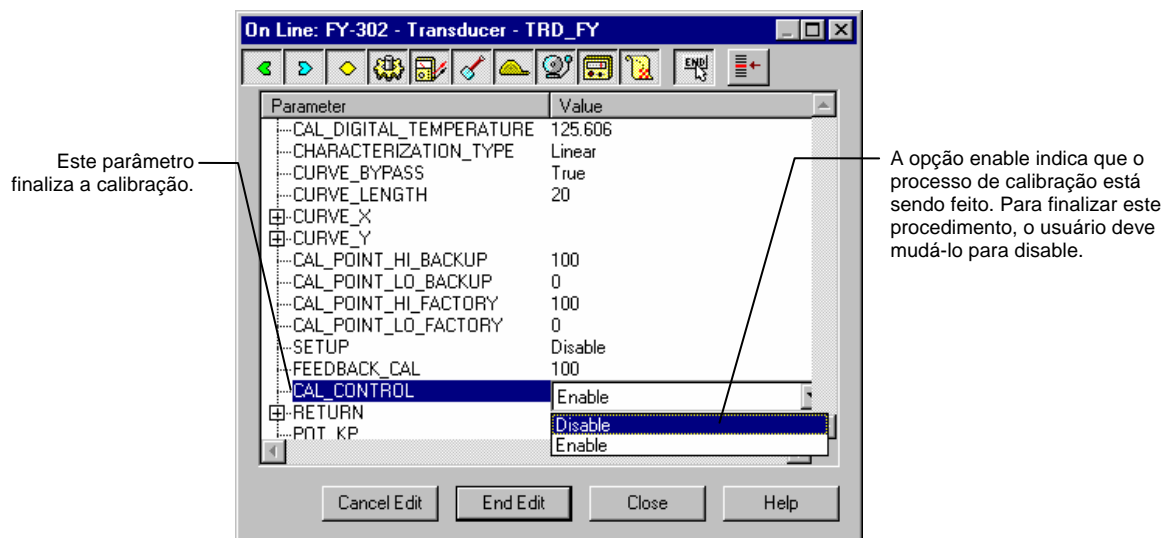 On Line: FY-302 - Transducer - TRD_FY
END
Parameter Value
CAL_DIGITAL_TEMPERATURE 125.606
CHARACTERIZATION_TYPE Linear
CURVE_BYPASS True
CURVE_LENGTH 20
CURVE_X
CURVE_Y
CAL_POINT_HI_BACKUP 100
CAL_POINT_LO_BACKUP 0
CAL_POINT_HI_FACTORY 100
CAL_POINT_LO_FACTORY 0
SETUP Disable
FEEDBACK_CAL 100
CAL_CONTROL Enable
RETURN Disable
POT_KP Enable
Cancel Edit End Edit Close Help
Este parâmetro
finaliza a calibração.
A opção enable indica que o
processo de calibração está
sendo feito. Para finalizar este
procedimento, o usuário deve
mudá-lo para disable.